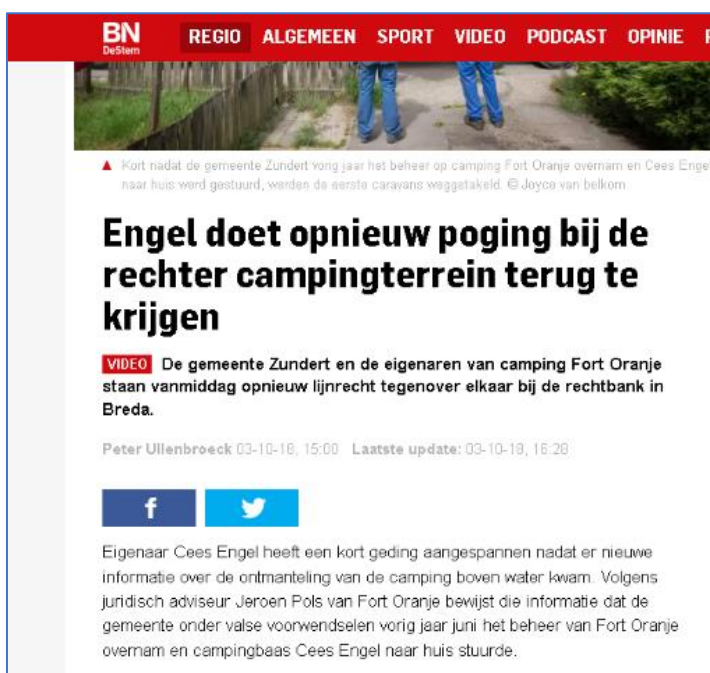 BN
DeStem
REGIO ALGEMEEN SPORT VIDEO PODCAST OPINIE
▲ Kort nadat de gemeente Zundert vorig jaar het beheer op camping Fort Oranje overnam en Cees Engel
naar huis werd gestuurd, werden de eerste caravans weggetakeld. © Joyce van belkom
Engel doet opnieuw poging bij de
rechter campingterrein terug te
krijgen
VIDEO De gemeente Zundert en de eigenaren van camping Fort Oranje
staan vanmiddag opnieuw lijnrecht tegenover elkaar bij de rechtbank in
Breda.
Peter Ullenbroeck 03-10-18, 15:00 Laatste update: 03-10-18, 16:28
f
Eigenaar Cees Engel heeft een kort geding aangespannen nadat er nieuwe
informatie over de ontmanteling van de camping boven water kwam. Volgens
juridisch adviseur Jeroen Pols van Fort Oranje bewijst die informatie dat de
gemeente onder valse voorwendselen vorig jaar juni het beheer van Fort Oranje
overnam en campingbaas Cees Engel naar huis stuurde.